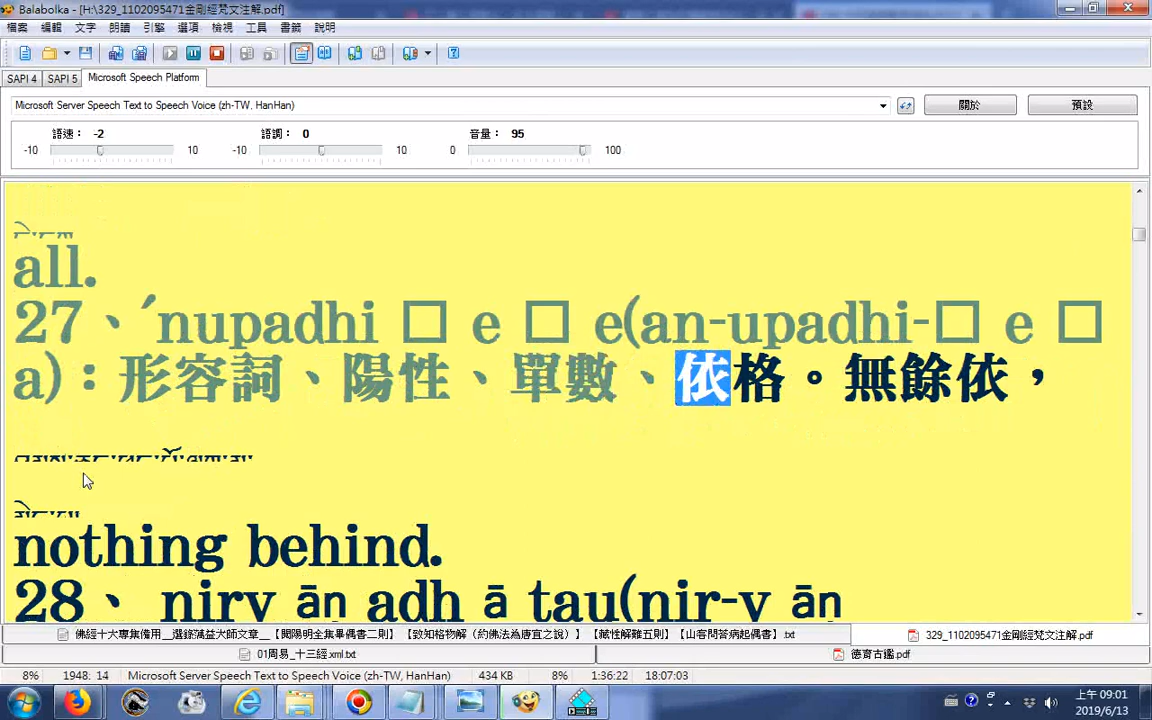 Balabolka - [H:\329_1102095471金剛經梵文注解.pdf]
檔案 編輯 文字 朗讀 引擎 選項 檢視 工具 書籤 說明
SAPI 4 SAPI 5 Microsoft Speech Platform
Microsoft Server Speech Text to Speech Voice (zh-TW, HanHan) 關於 預設
語速： -2 語調： 0 音量： 95
-10 10 -10 10 0 100
all.
27、´nupadhi □ e □ e(an-upadhi-□ e □
a)：形容詞、陽性、單數、依格。無餘依，
nothing behind.
28、 nirv ān adh ā tau(nir-v ān
佛經十大專集備用__選錄減益大師文章__【閱陽明全集畢偶書二則】【致知格物解（約佛法為唐宜之說）】【藏性解難五則】【山客問答病起偶書】.txt 329_1102095471金剛經梵文注解.pdf
01周易_十三經.xml.txt 德育古鑑.pdf
8% 1948: 14 Microsoft Server Speech Text to Speech Voice (zh-TW, HanHan) 434 KB 8% 1:36:22 18:07:03
上午 09:01
2019/6/13